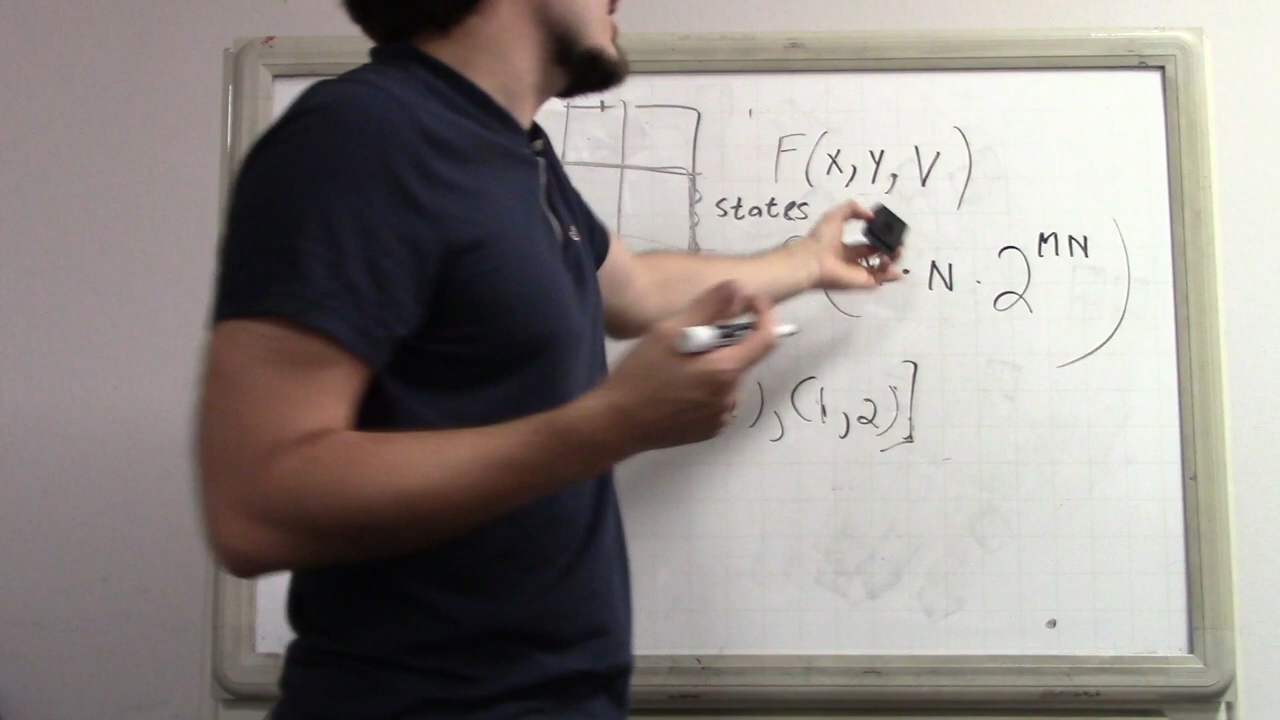 F(X,Y,V)
states
( · N · 2^MN )
),(1,2)]